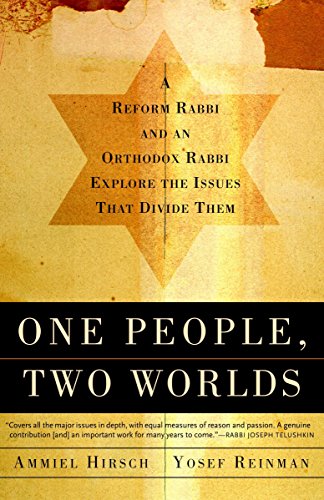 A
Reform Rabbi
and an
Orthodox Rabbi
Explore the Issues
That Divide Them
ONE PEOPLE,
TWO WORLDS
"Covers all the major issues in depth, with equal measures of reason and passion. A genuine
contribution [and] an important work for many years to come."—RABBI JOSEPH TELUSHKIN
Ammiel Hirsch Yosef Reinman